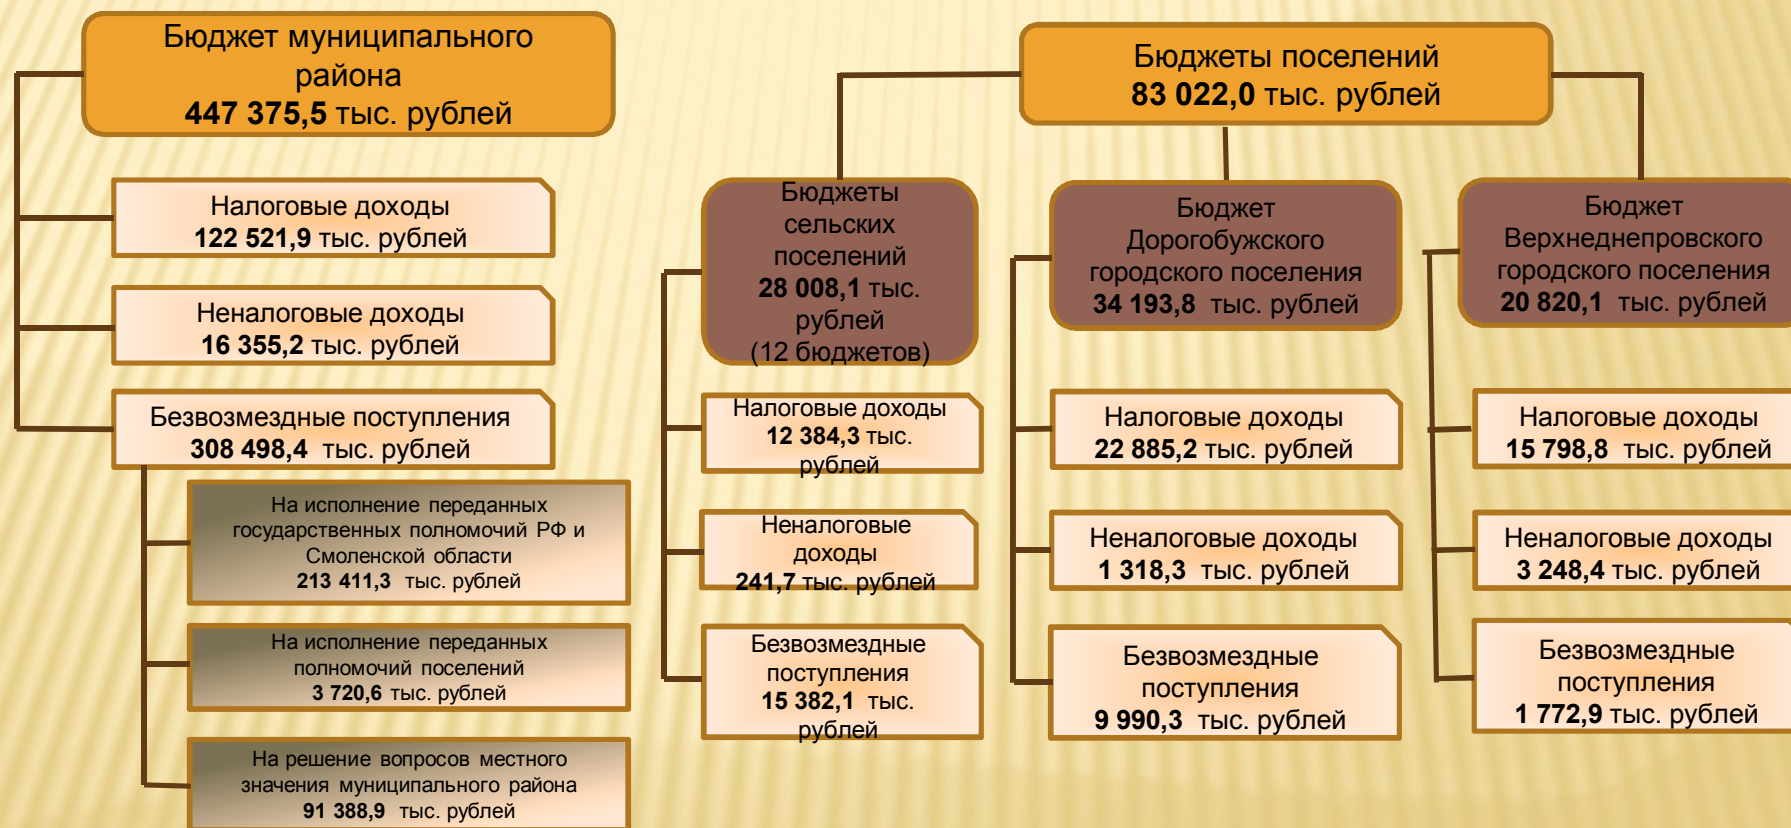 Бюджет муниципального
района
447 375,5 тыс. рублей
Налоговые доходы
122 521,9 тыс. рублей
Неналоговые доходы
16 355,2 тыс. рублей
Безвозмездные поступления
308 498,4 тыс. рублей
На исполнение переданных
государственных полномочий РФ и
Смоленской области
213 411,3 тыс. рублей
На исполнение переданных
полномочий поселений
3 720,6 тыс. рублей
На решение вопросов местного
значения муниципального района
91 388,9 тыс. рублей
Бюджеты поселений
83 022,0 тыс. рублей
Бюджеты
сельских
поселений
28 008,1 тыс.
рублей
(12 бюджетов)
Налоговые доходы
12 384,3 тыс.
рублей
Неналоговые
доходы
241,7 тыс. рублей
Безвозмездные
поступления
15 382,1 тыс.
рублей
Бюджет
Дорогобужского
городского поселения
34 193,8 тыс. рублей
Налоговые доходы
22 885,2 тыс. рублей
Неналоговые доходы
1 318,3 тыс. рублей
Безвозмездные
поступления
9 990,3 тыс. рублей
Бюджет
Верхнеднепровского
городского поселения
20 820,1 тыс. рублей
Налоговые доходы
15 798,8 тыс. рублей
Неналоговые доходы
3 248,4 тыс. рублей
Безвозмездные
поступления
1 772,9 тыс. рублей